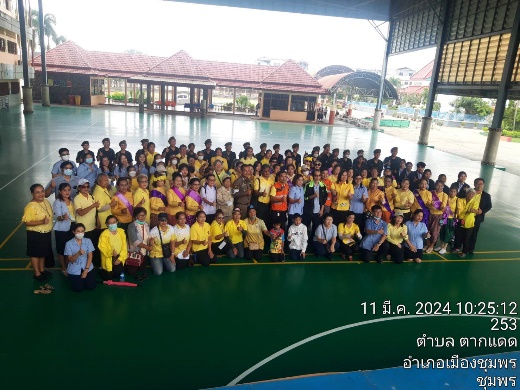 11 มี.ค. 2024 10:25:12
253
ตำบล ตากแดด
อำเภอเมืองชุมพร
ชุมพร